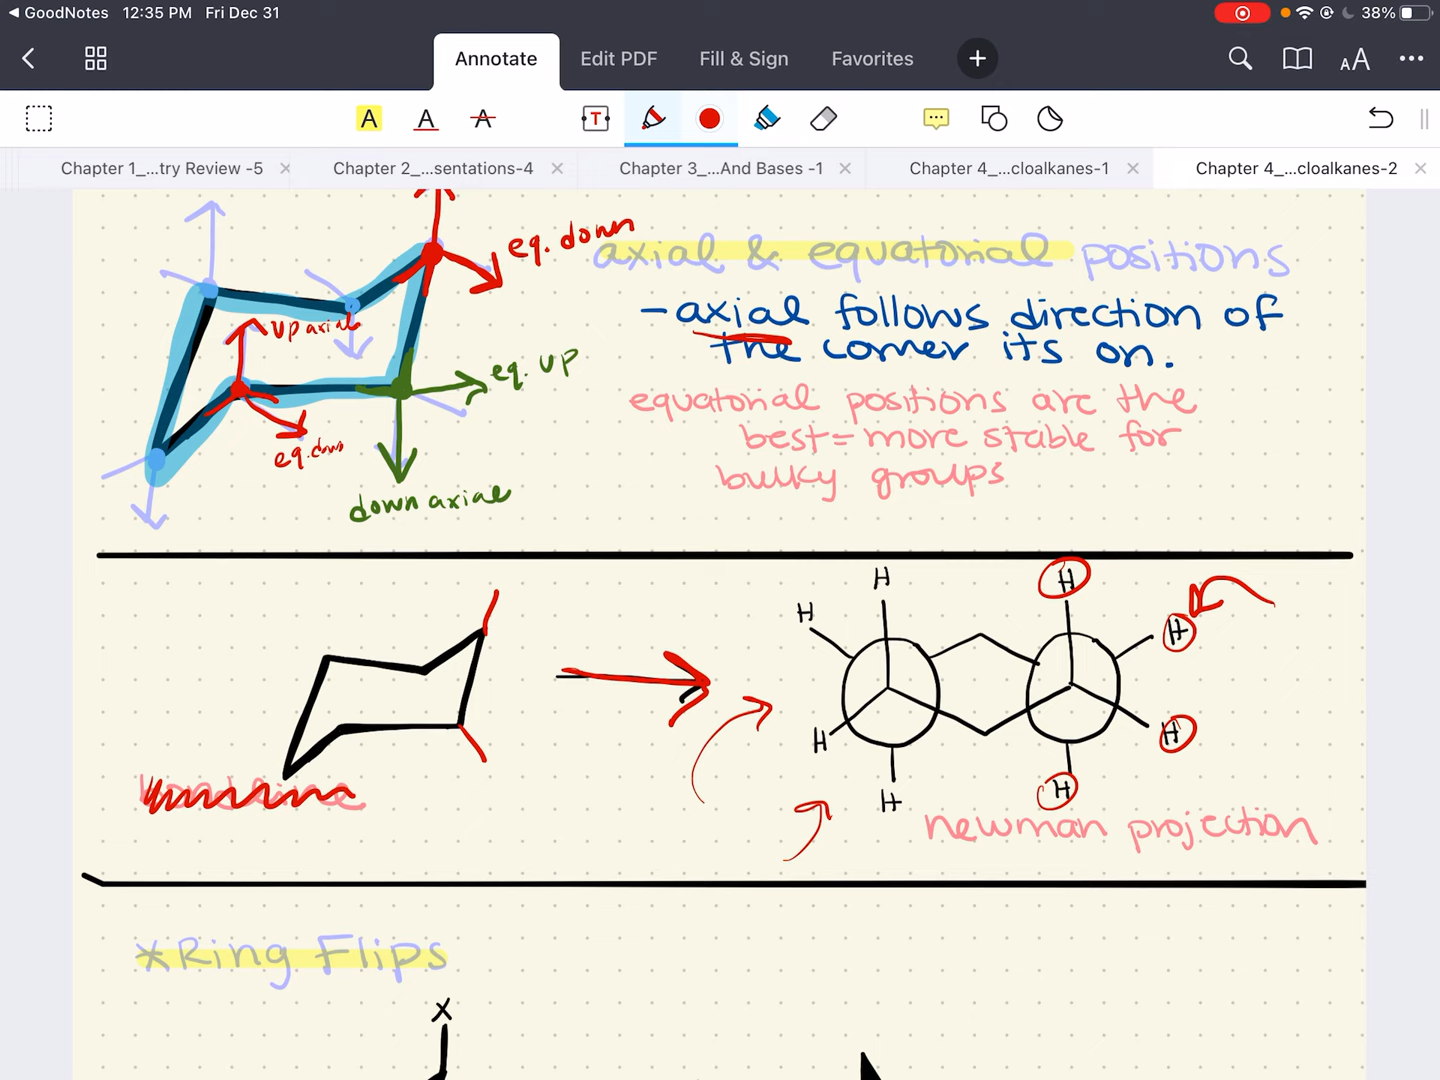 GoodNotes 12:35 PM Fri Dec 31 38%
Annotate Edit PDF Fill & Sign Favorites
AA
A A A T
Chapter 1_...try Review -5 Chapter 2_...sentations-4 Chapter 3_...And Bases -1 Chapter 4_...cloalkanes-1 Chapter 4_...cloalkanes-2
eq. down
axial & equatorial positions
up axial
-axial follows direction of
the corner its on.
eq. up
equatorial positions are the
best = more stable for
bulky groups
eq. down
down axial
H
H
H
H
H
H
H
H
newman projection
*Ring Flips
X